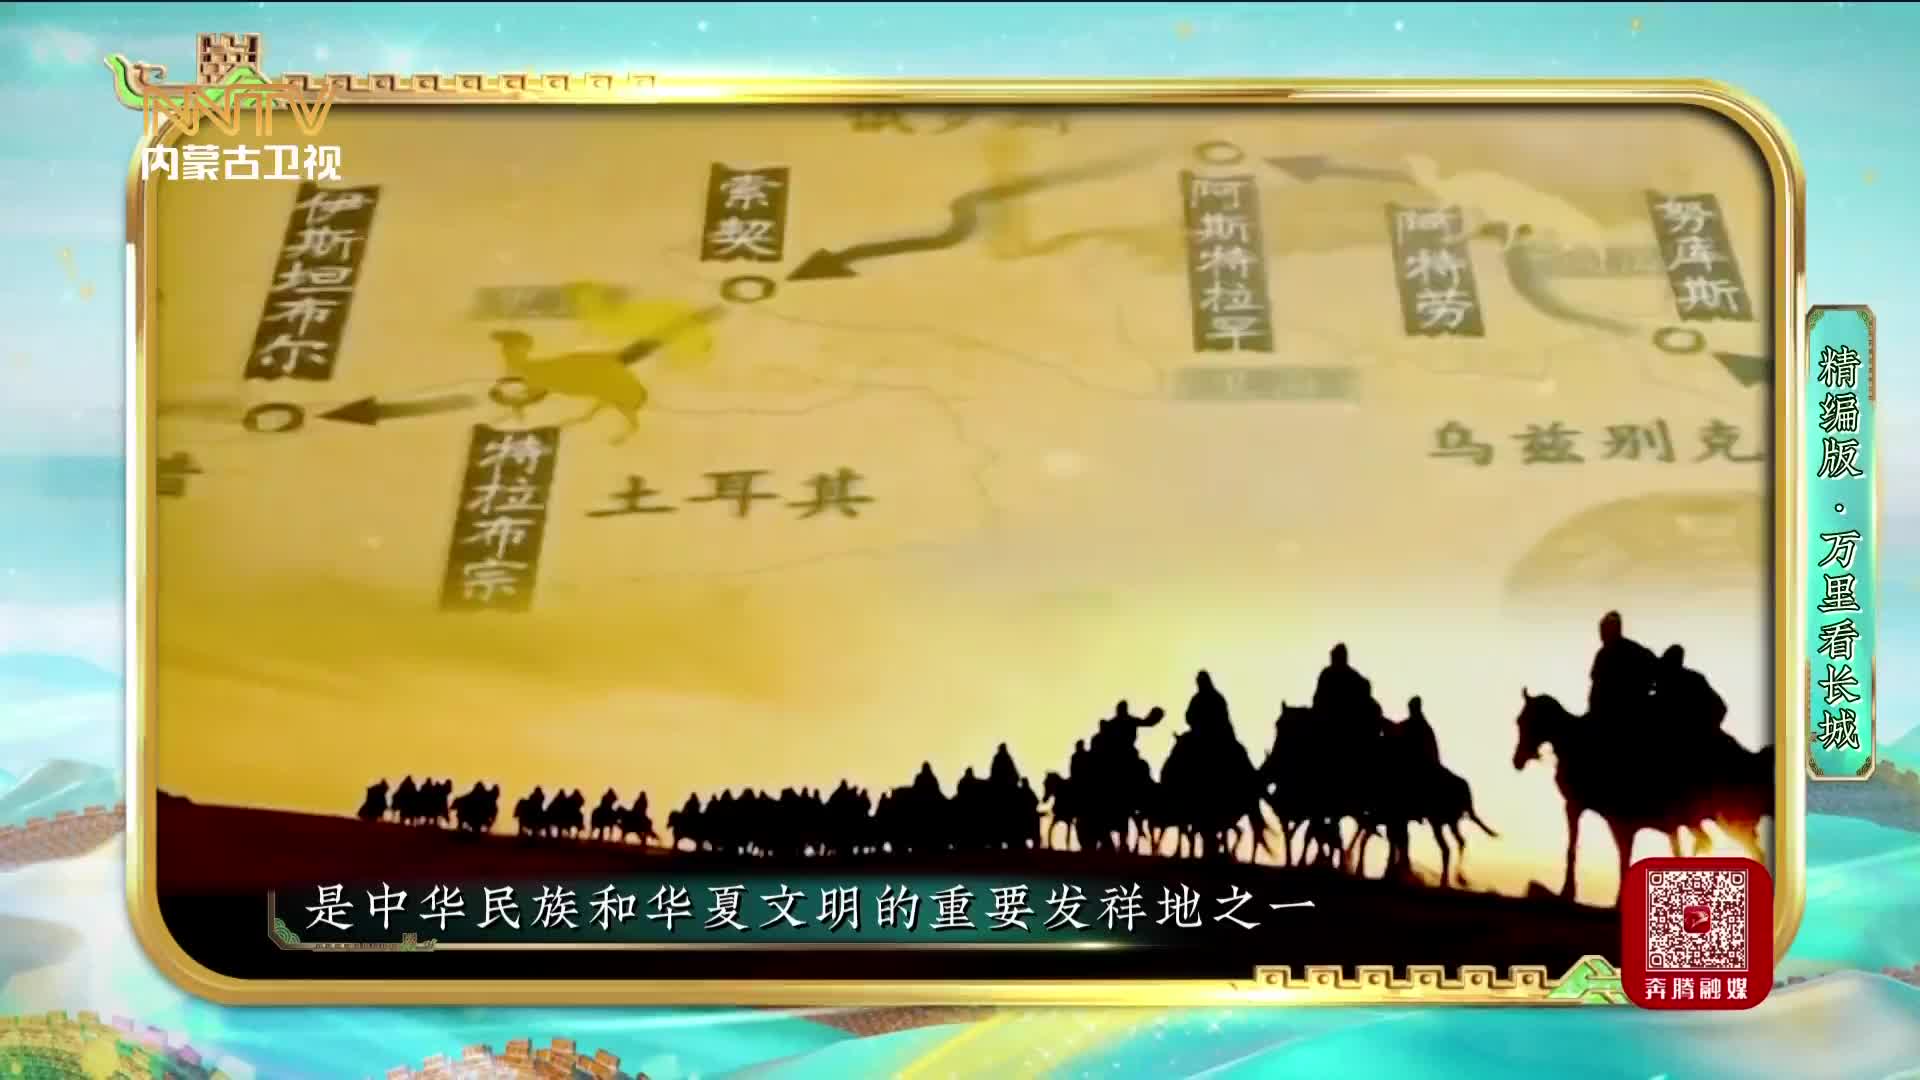 NNTV
内蒙古卫视
伊斯坦布尔
索契
阿斯特拉罕
阿特劳
努库斯
特拉布宗
土耳其
乌兹别克
精编版·万里看长城
是中华民族和华夏文明的重要发祥地之一
奔腾融媒